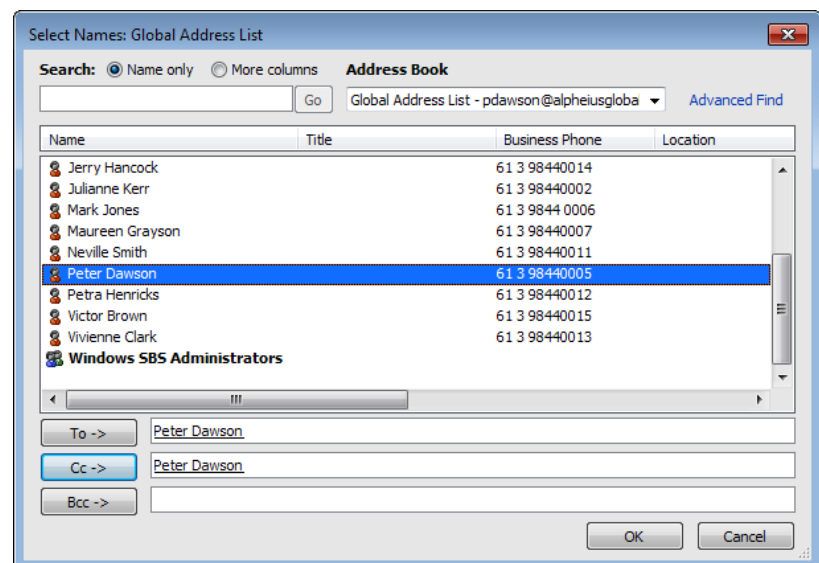 Select Names: Global Address List
Search: Name only More columns Address Book
Go Global Address List - pdawson@alpheiusgloba Advanced Find
Name Title Business Phone Location
Jerry Hancock 61 3 98440014
Julianne Kerr 61 3 98440002
Mark Jones 61 3 9844 0006
Maureen Grayson 61 3 98440007
Neville Smith 61 3 98440011
Peter Dawson 61 3 98440005
Petra Henricks 61 3 98440012
Victor Brown 61 3 98440015
Vivienne Clark 61 3 98440013
Windows SBS Administrators
To -> Peter Dawson
Cc -> Peter Dawson
Bcc ->
OK Cancel